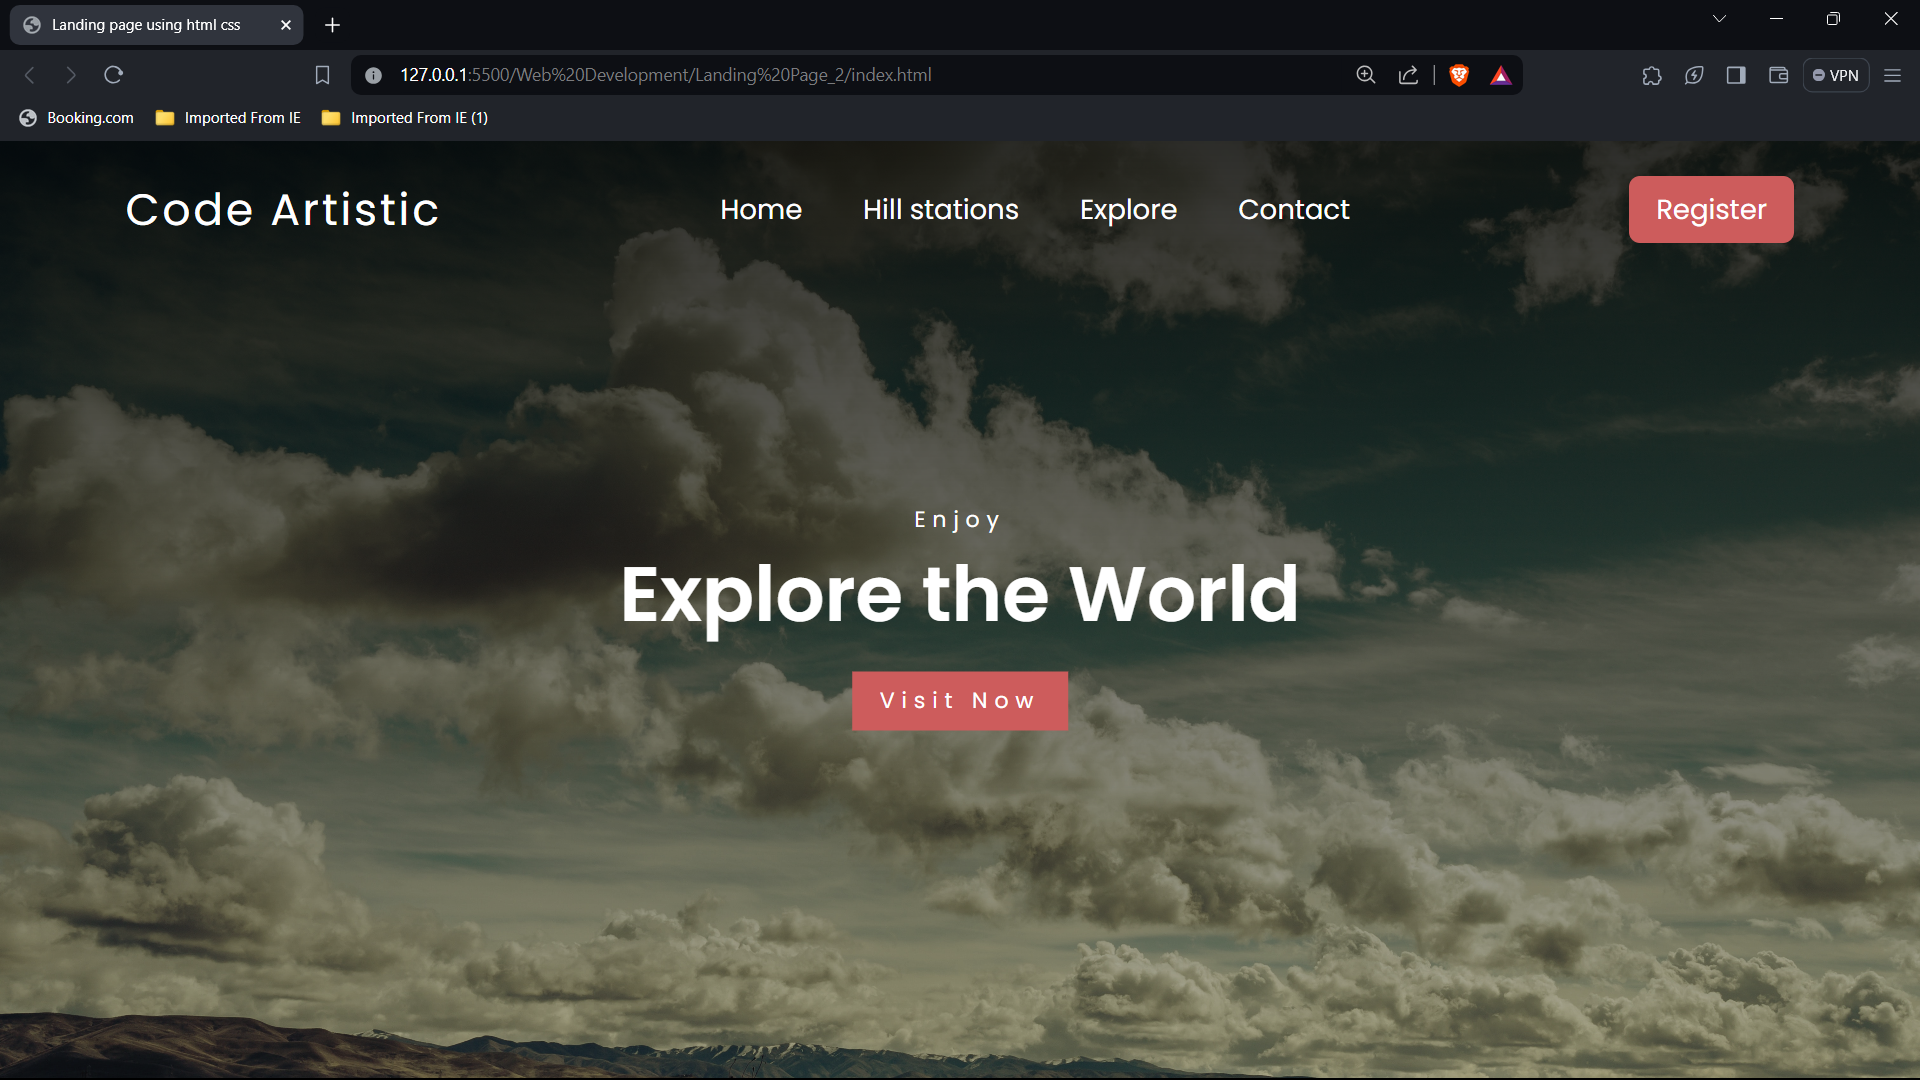 Landing page using html css
127.0.0.1:5500/Web%20Development/Landing%20Page_2/index.html
VPN
Booking.com Imported From IE Imported From IE (1)
Code Artistic Home Hill stations Explore Contact Register
Enjoy
Explore the World
Visit Now